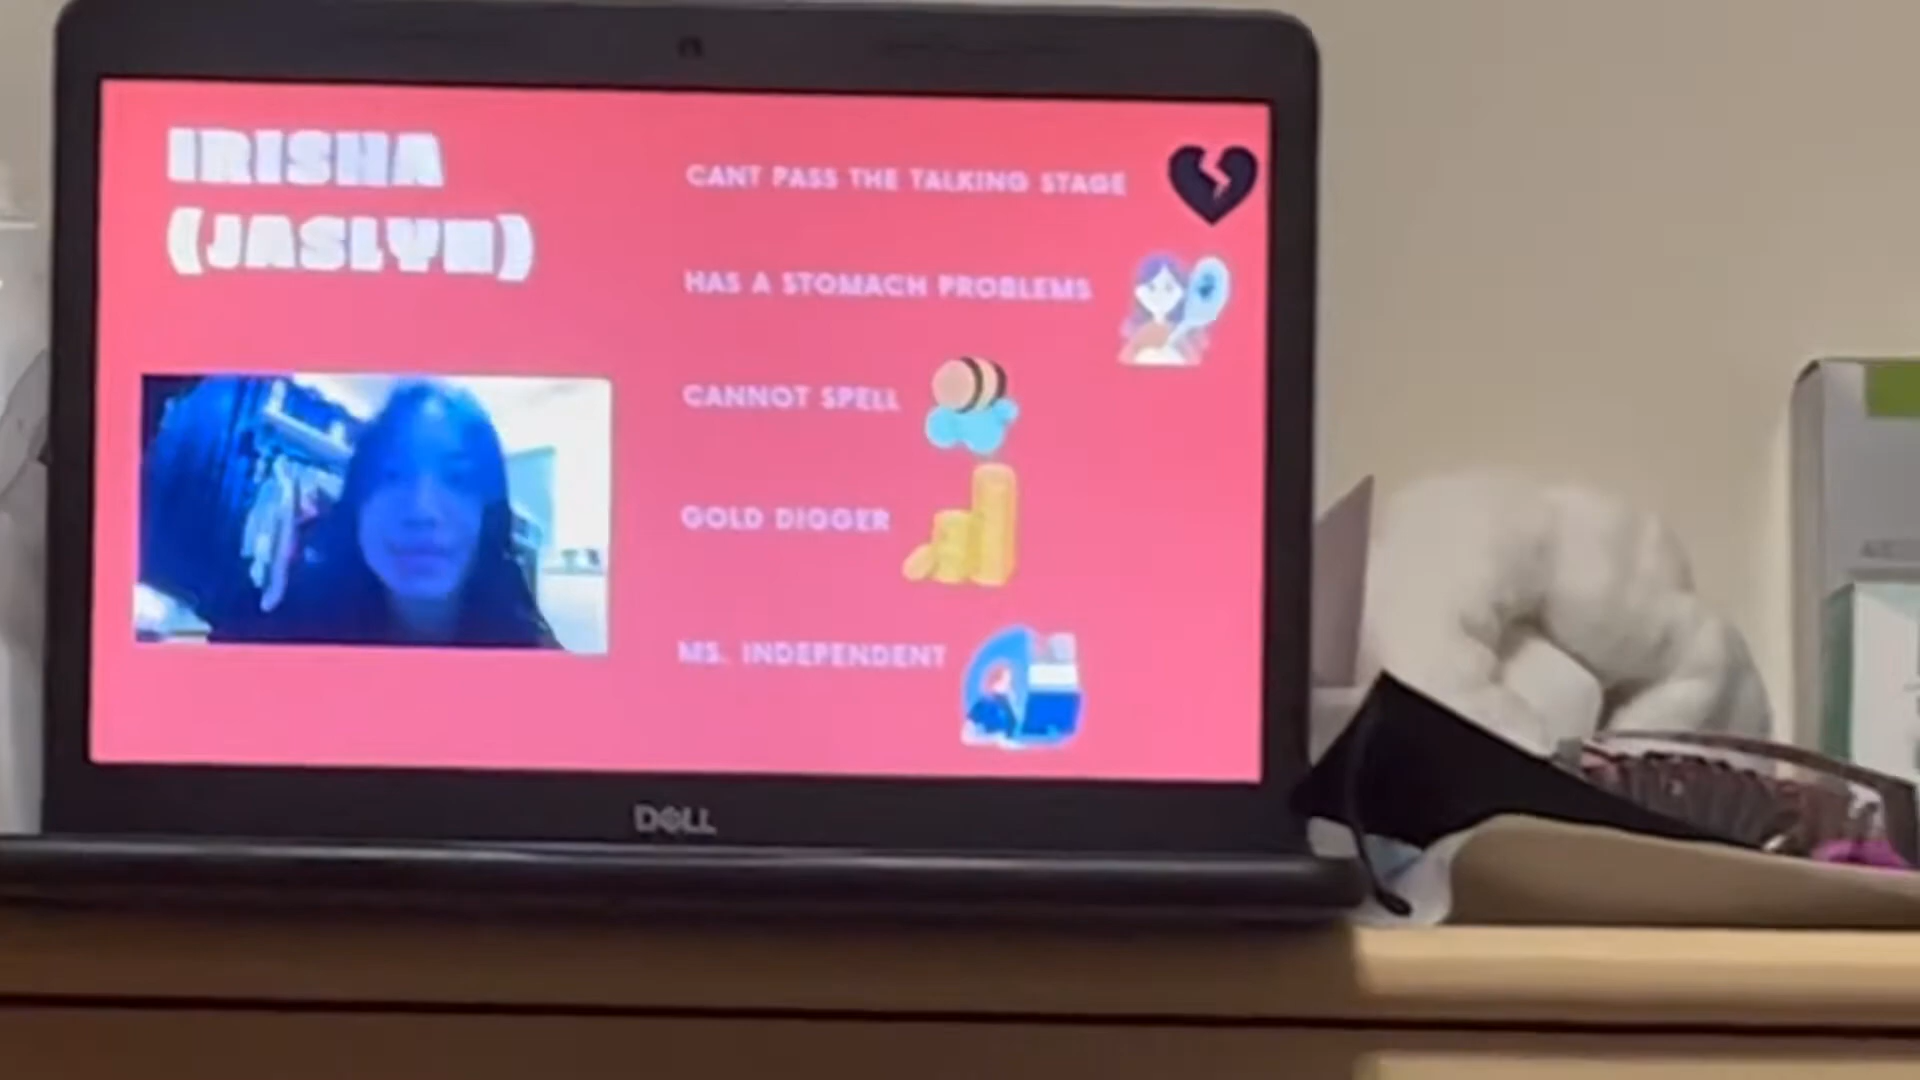 IRISHA
(JASLYN)
CANT PASS THE TALKING STAGE
HAS A STOMACH PROBLEMS
CANNOT SPELL
GOLD DIGGER
MS. INDEPENDENT
DELL